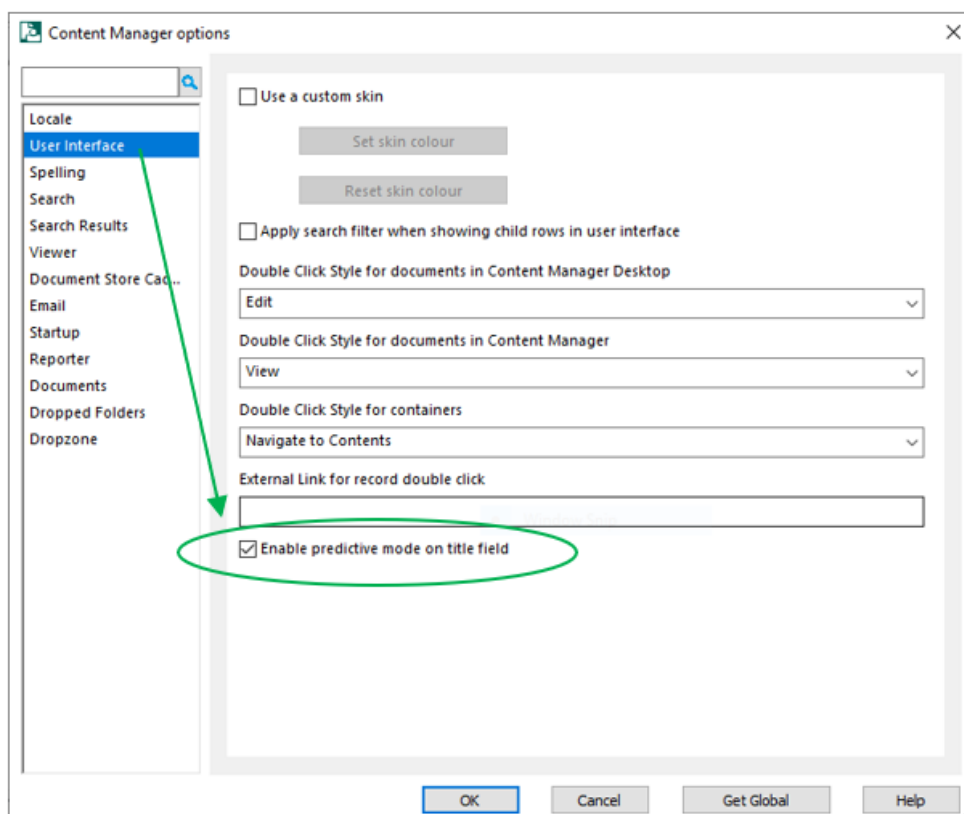 Content Manager options
Locale
User Interface
Spelling
Search
Search Results
Viewer
Document Store Cac...
Email
Startup
Reporter
Documents
Dropped Folders
Dropzone
Use a custom skin
Set skin colour
Reset skin colour
Apply search filter when showing child rows in user interface
Double Click Style for documents in Content Manager Desktop
Edit
Double Click Style for documents in Content Manager
View
Double Click Style for containers
Navigate to Contents
External Link for record double click
Enable predictive mode on title field
OK Cancel Get Global Help